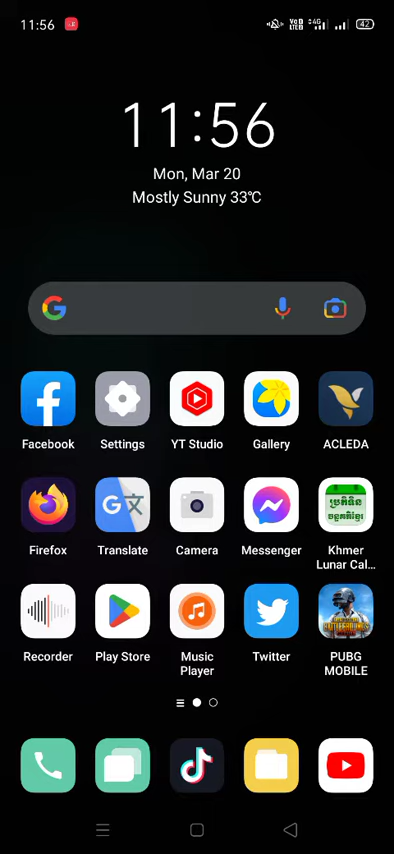 11:56
4G
42
11:56
Mon, Mar 20
Mostly Sunny 33℃
Facebook
Settings
YT Studio
Gallery
ACLEDA
Firefox
Translate
Camera
Messenger
ប្រតិទិន
ចន្ទគតិខ្មែរ
Khmer
Lunar Cal...
Recorder
Play Store
Music
Player
Twitter
PUBG
MOBILE